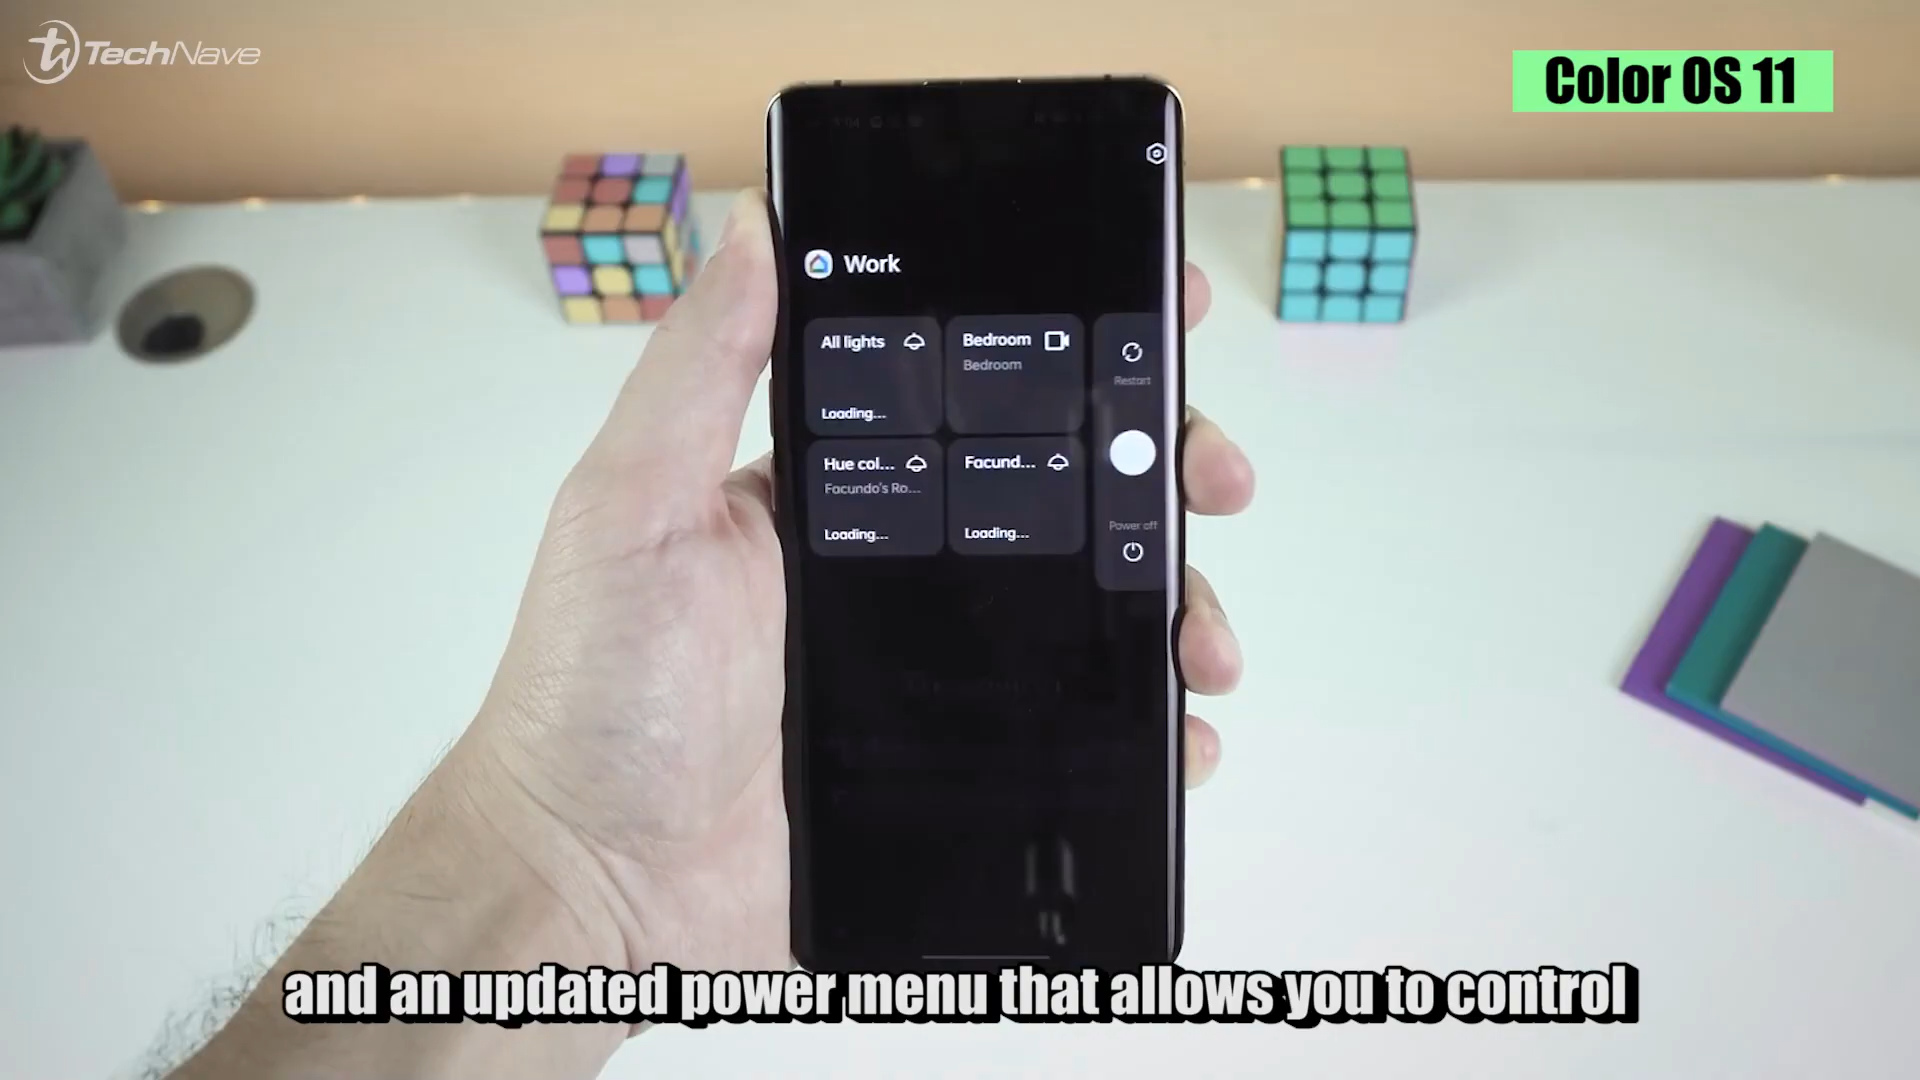 TechNave
Color OS 11
Work
All lights
Loading...
Bedroom
Bedroom
Restart
Hue col...
Facundo's Ro...
Loading...
Facund...
Loading...
Power off
and an updated power menu that allows you to control